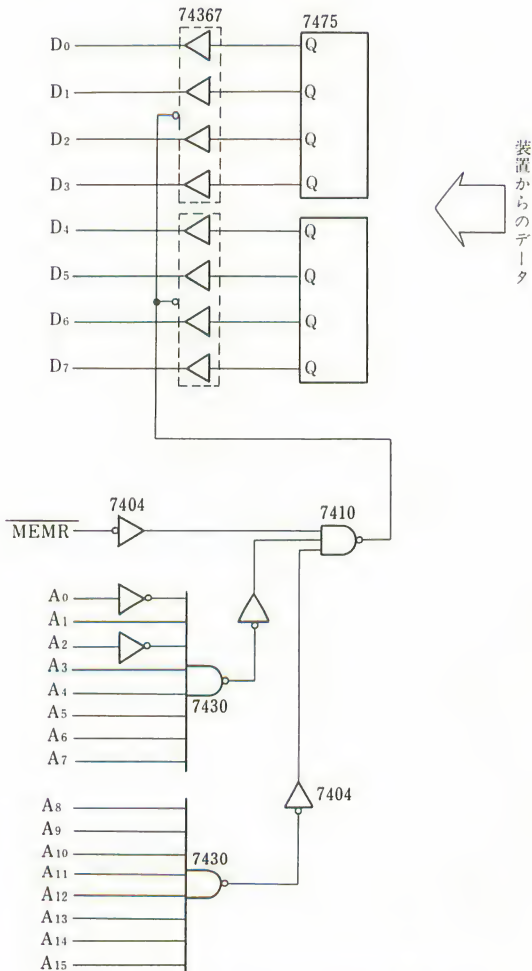 74367
7475
D0
Q
D1
Q
D2
Q
D3
Q
D4
Q
D5
Q
D6
Q
D7
Q
装置からのデータ
MEMR
7404
7410
A0
A1
A2
A3
A4
A5
A6
A7
7430
7404
A8
A9
A10
A11
A12
A13
A14
A15
7430